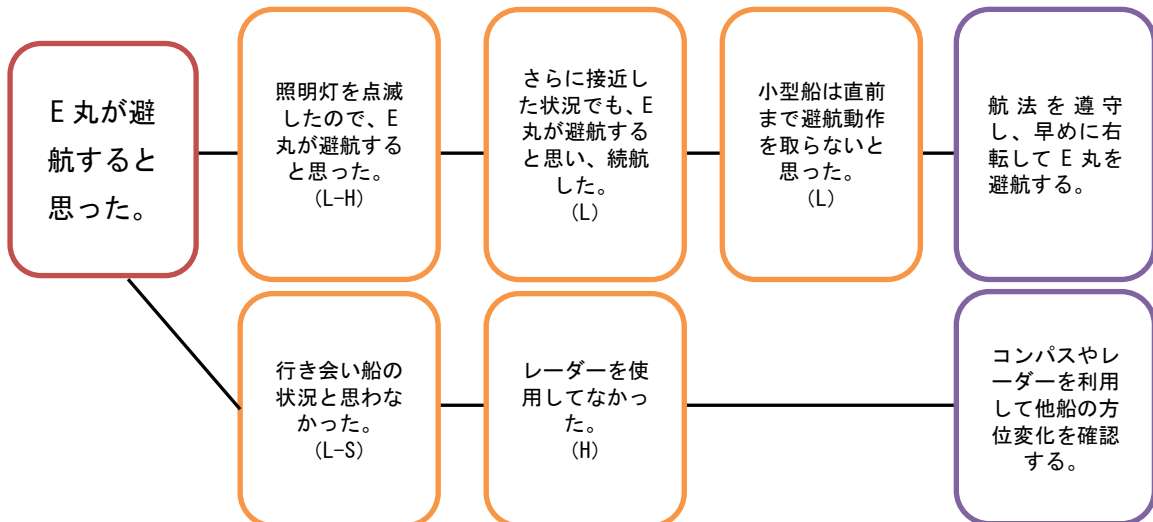 E 丸が避
航すると
思った。
照明灯を点滅
したので、E
丸が避航する
と思った。
(L-H)
さらに接近し
た状況でも、E
丸が避航する
と思い、続航
した。
(L)
小型船は直前
まで避航動作
を取らないと
思った。
(L)
航法を遵守
し、早めに右
転して E 丸を
避航する。
行き会い船の
状況と思わな
かった。
(L-S)
レーダーを使
用してなかっ
た。
(H)
コンパスやレ
ーダーを利用
して他船の方
位変化を確認
する。